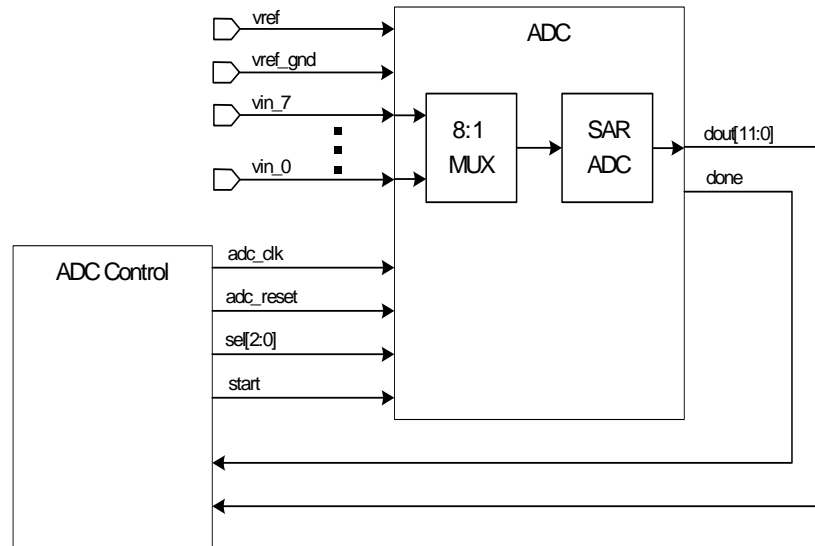 vref
ADC
vref_gnd
vin_7
8:1
MUX
SAR
ADC
dout[11:0]
vin_0
done
ADC Control
adc_clk
adc_reset
sel[2:0]
start